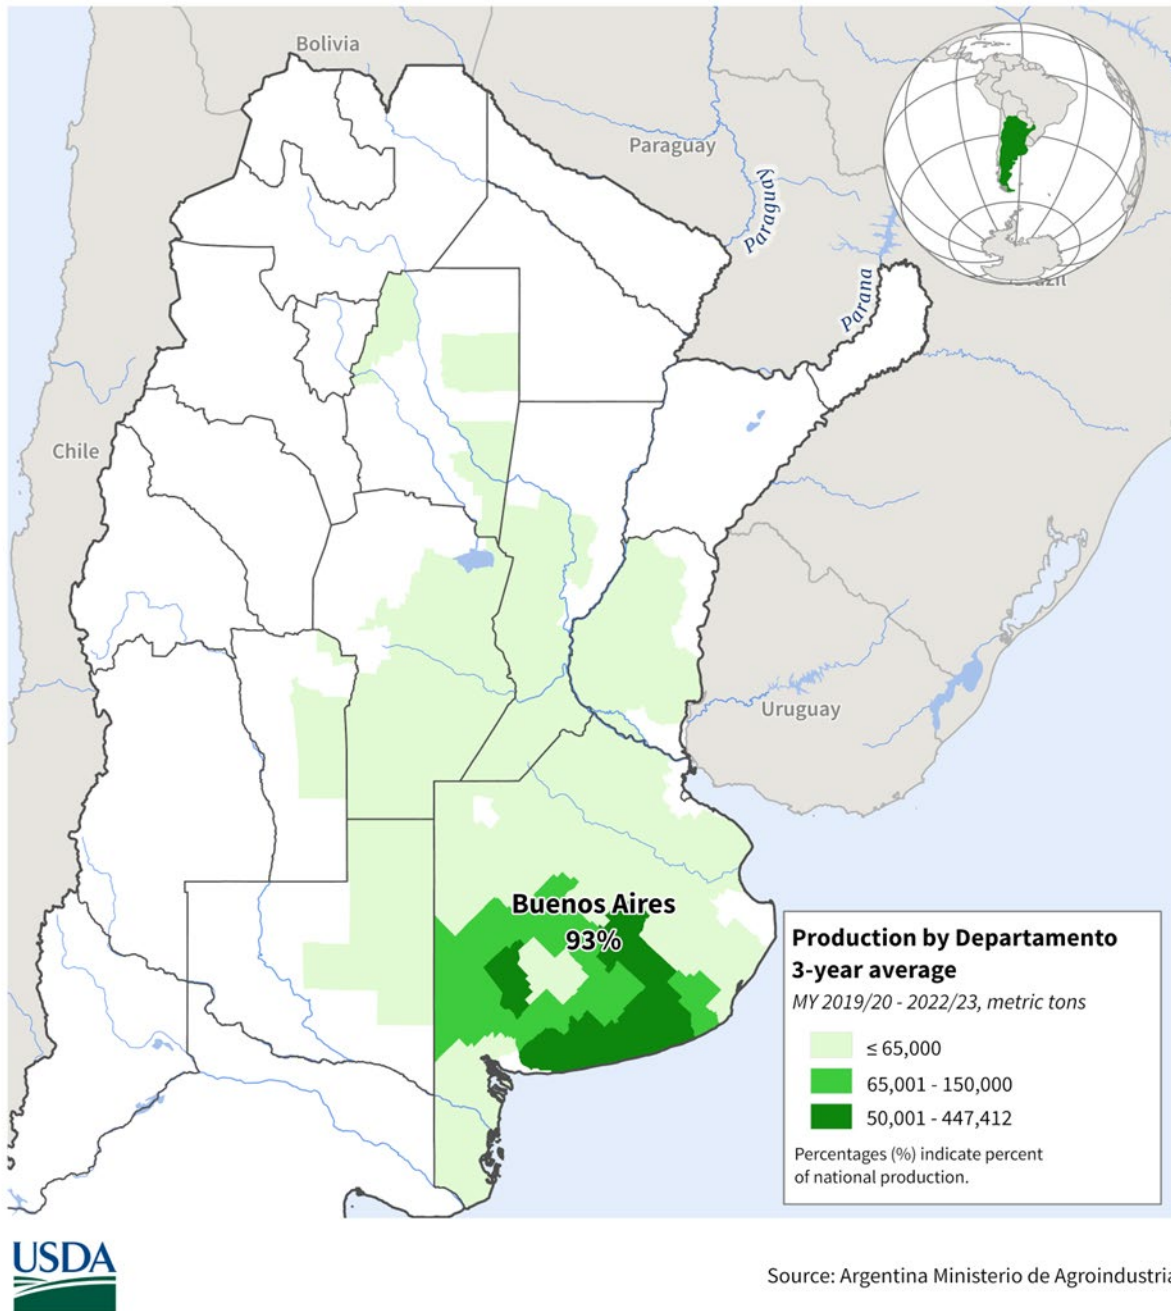 Bolivia
Paraguay
Paraguay
Parana
Chile
Uruguay
Buenos Aires
93%
Production by Departamento
3-year average
MY 2019/20 - 2022/23, metric tons
≤ 65,000
65,001 - 150,000
50,001 - 447,412
Percentages (%) indicate percent
of national production.
USDA
Source: Argentina Ministerio de Agroindustria